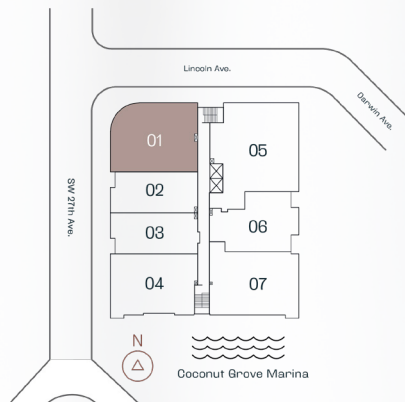 Lincoln Ave.
Darwin Ave.
SW 27th Ave.
01
05
02
06
03
04
07
N
Coconut Grove Marina